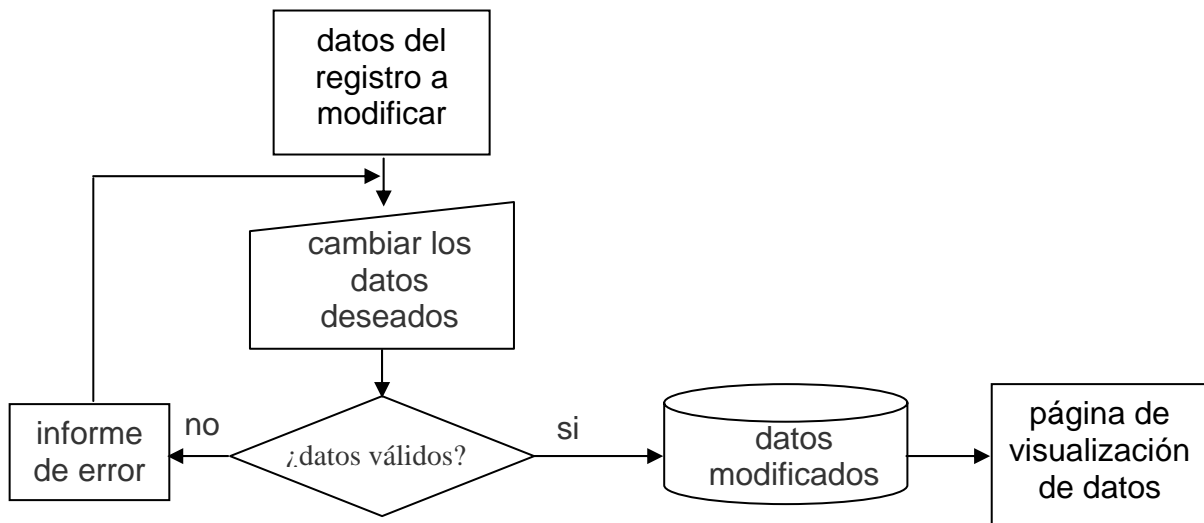 datos del
registro a
modificar
cambiar los
datos
deseados
informe
de error
no
¿datos válidos?
si
datos
modificados
página de
visualización
de datos